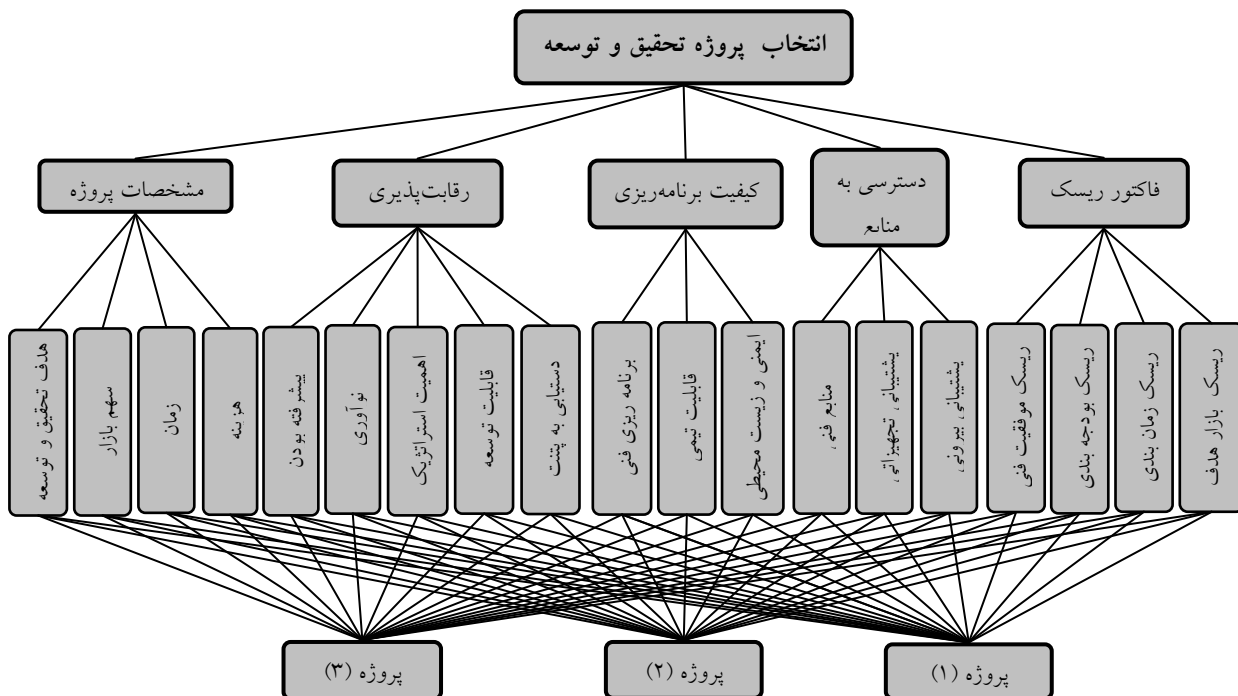 انتخاب پروژه تحقیق و توسعه
فاکتور ریسک
دسترسی به
منابع
کیفیت برنامه‌ریزی
رقابت‌پذیری
مشخصات پروژه
ریسک بازار هدف
ریسک زمان بندی
ریسک بودجه بندی
ریسک موفقیت فنی
پشتیبانی بیرونی
پشتیبانی تجهیزاتی
منابع فنی
ایمنی و زیست محیطی
قابلیت تیمی
برنامه ریزی فنی
دستیابی به پتنت
قابلیت توسعه
اهمیت استراتژیک
نوآوری
پیشرفته بودن
هزینه
زمان
سهم بازار
هدف تحقیق و توسعه
پروژه (۱)
پروژه (۲)
پروژه (۳)